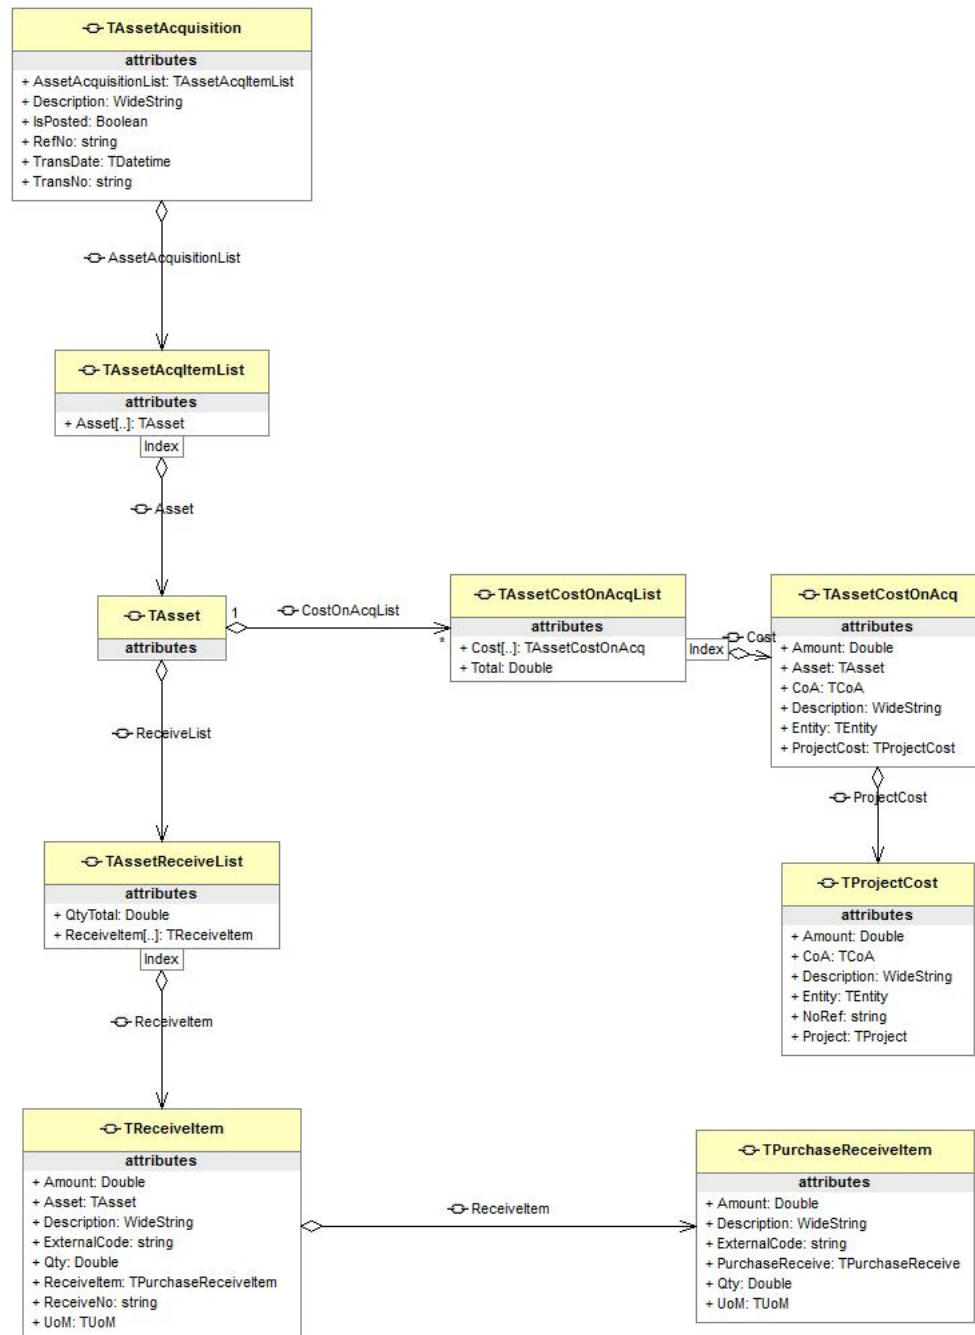 TAssetAcquisition
attributes
+ AssetAcquisitionList: TAssetAcqItemList
+ Description: WideString
+ IsPosted: Boolean
+ RefNo: string
+ TransDate: TDatetime
+ TransNo: string
AssetAcquisitionList
TAssetAcqItemList
attributes
+ Asset[..]: TAsset
Index
Asset
TAsset
attributes
1
CostOnAcqList
*
TAssetCostOnAcqList
attributes
+ Cost[..]: TAssetCostOnAcq
+ Total: Double
Index
Cost
TAssetCostOnAcq
attributes
+ Amount: Double
+ Asset: TAsset
+ CoA: TCoA
+ Description: WideString
+ Entity: TEntity
+ ProjectCost: TProjectCost
ProjectCost
TProjectCost
attributes
+ Amount: Double
+ CoA: TCoA
+ Description: WideString
+ Entity: TEntity
+ NoRef: string
+ Project: TProject
ReceiveList
TAssetReceiveList
attributes
+ QtyTotal: Double
+ ReceiveItem[..]: TReceiveItem
Index
ReceiveItem
TReceiveItem
attributes
+ Amount: Double
+ Asset: TAsset
+ Description: WideString
+ ExternalCode: string
+ Qty: Double
+ ReceiveItem: TPurchaseReceiveItem
+ ReceiveNo: string
+ UoM: TUoM
ReceiveItem
TPurchaseReceiveItem
attributes
+ Amount: Double
+ Description: WideString
+ ExternalCode: string
+ PurchaseReceive: TPurchaseReceive
+ Qty: Double
+ UoM: TUoM